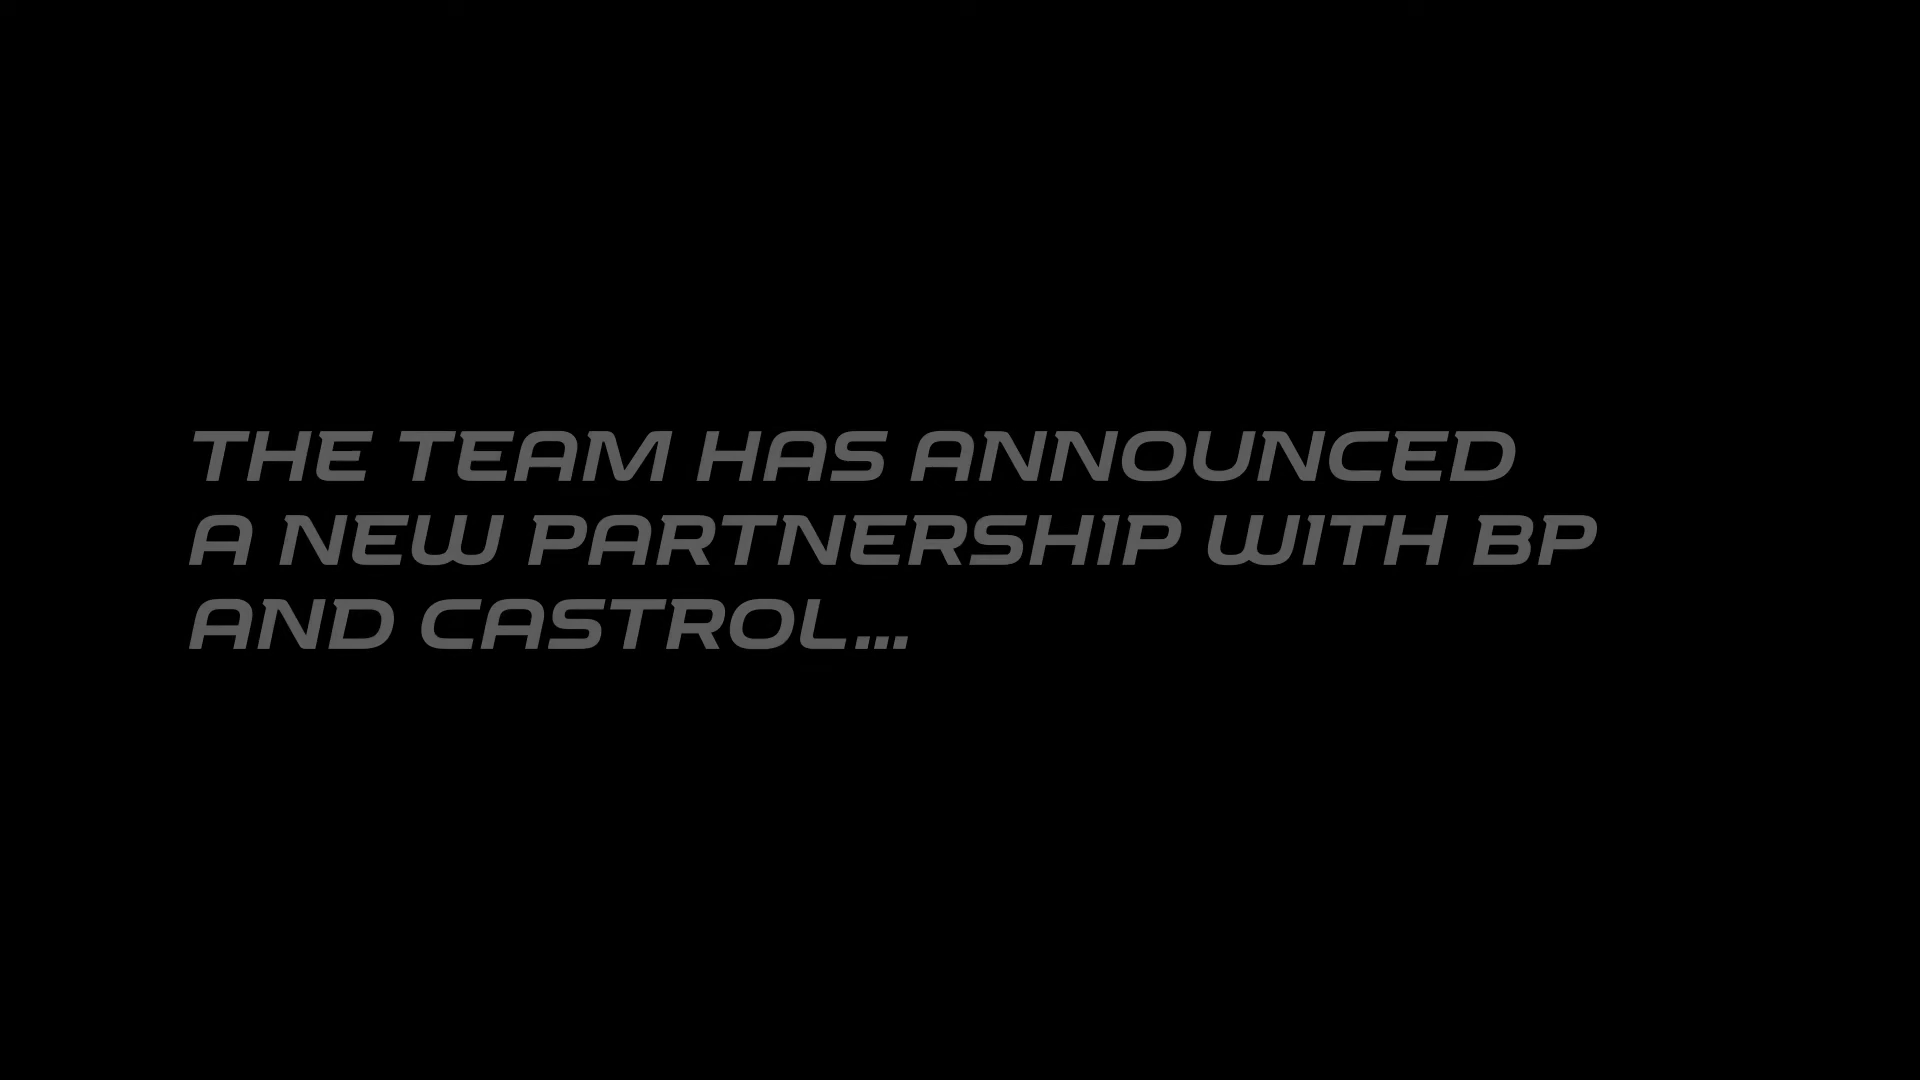 THE TEAM HAS ANNOUNCED
A NEW PARTNERSHIP WITH BP
AND CASTROL...